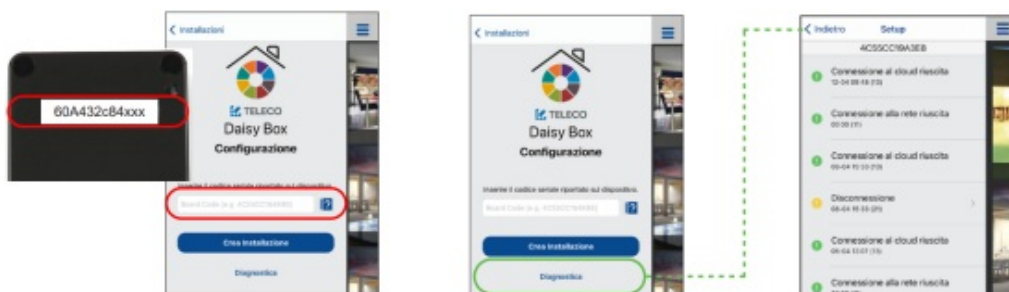 60A432c84xxx
Installazioni
TELECO
Daisy Box
Configurazione
Inserire il codice seriale riportato sul dispositivo.
Board Code (e.g. 4C55CC19A3EB)
Crea Installazione
Diagnostica
Installazioni
TELECO
Daisy Box
Configurazione
Inserire il codice seriale riportato sul dispositivo.
Board Code (e.g. 4C55CC19A3EB)
Crea Installazione
Diagnostica
Indietro Setup
4C55CC19A3EB
Connessione al cloud riuscita
Connessione alla rete riuscita
Connessione al cloud riuscita
Disconnessione
Connessione al cloud riuscita
Connessione alla rete riuscita